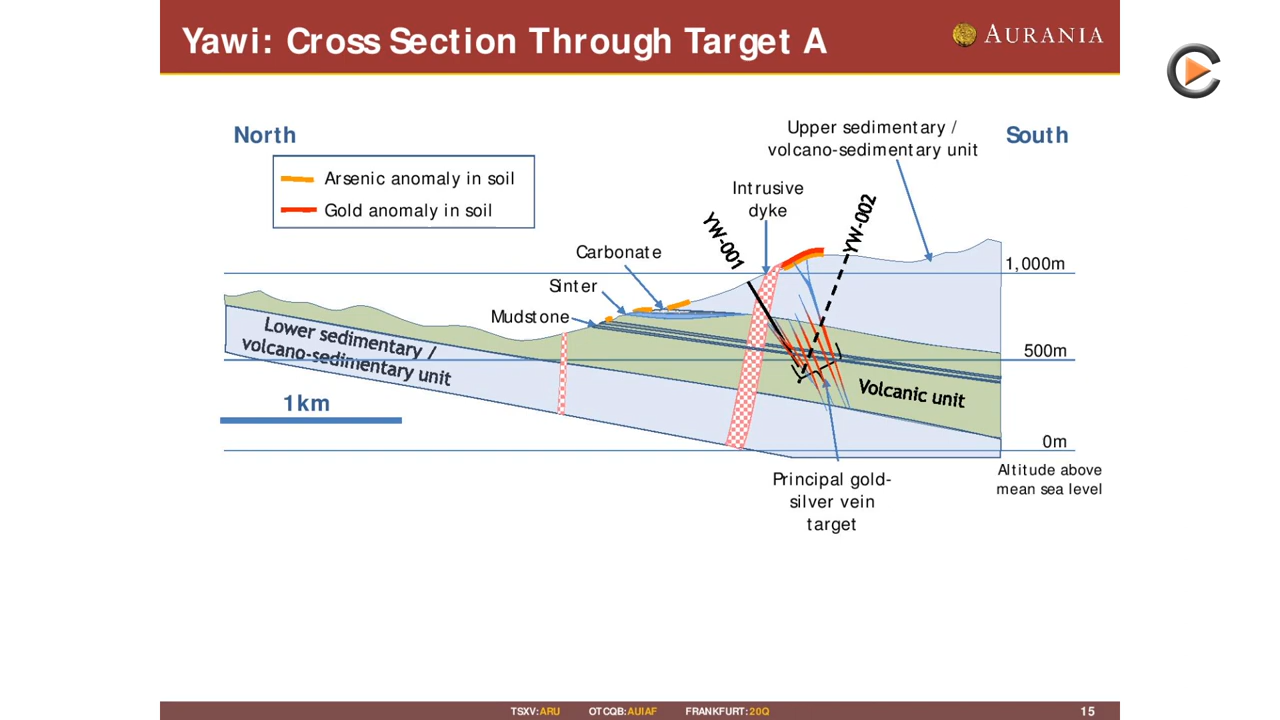 Yawi: Cross Section Through Target A
AURANIA
North
South
Arsenic anomaly in soil
Gold anomaly in soil
Upper sedimentary /
volcano-sedimentary unit
Intrusive
dyke
YW-001
YW-002
Carbonate
Sinter
Mudstone
1,000m
500m
0m
Lower sedimentary /
volcano-sedimentary unit
Volcanic unit
1km
Altitude above
mean sea level
Principal gold-
silver vein
target
TSXV:ARU OTCQB:AUIAF FRANKFURT:20Q
15